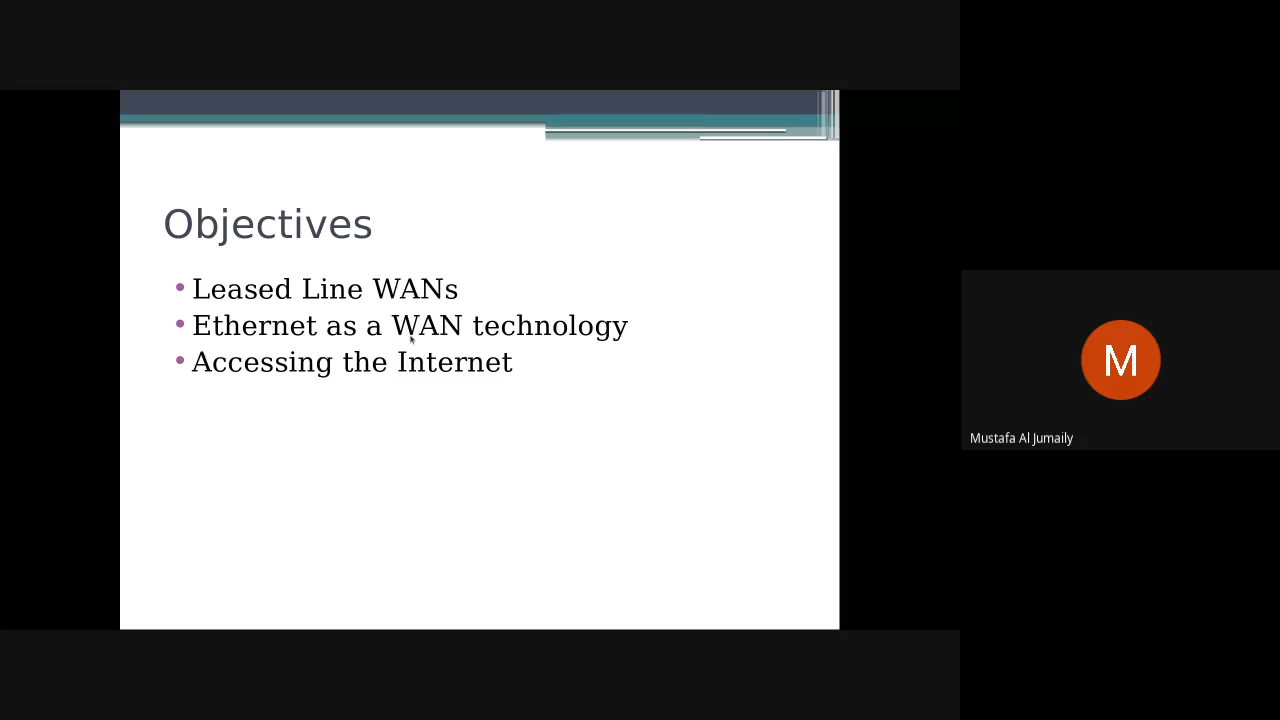 Objectives
• Leased Line WANs
• Ethernet as a WAN technology
• Accessing the Internet
M
Mustafa Al Jumaily